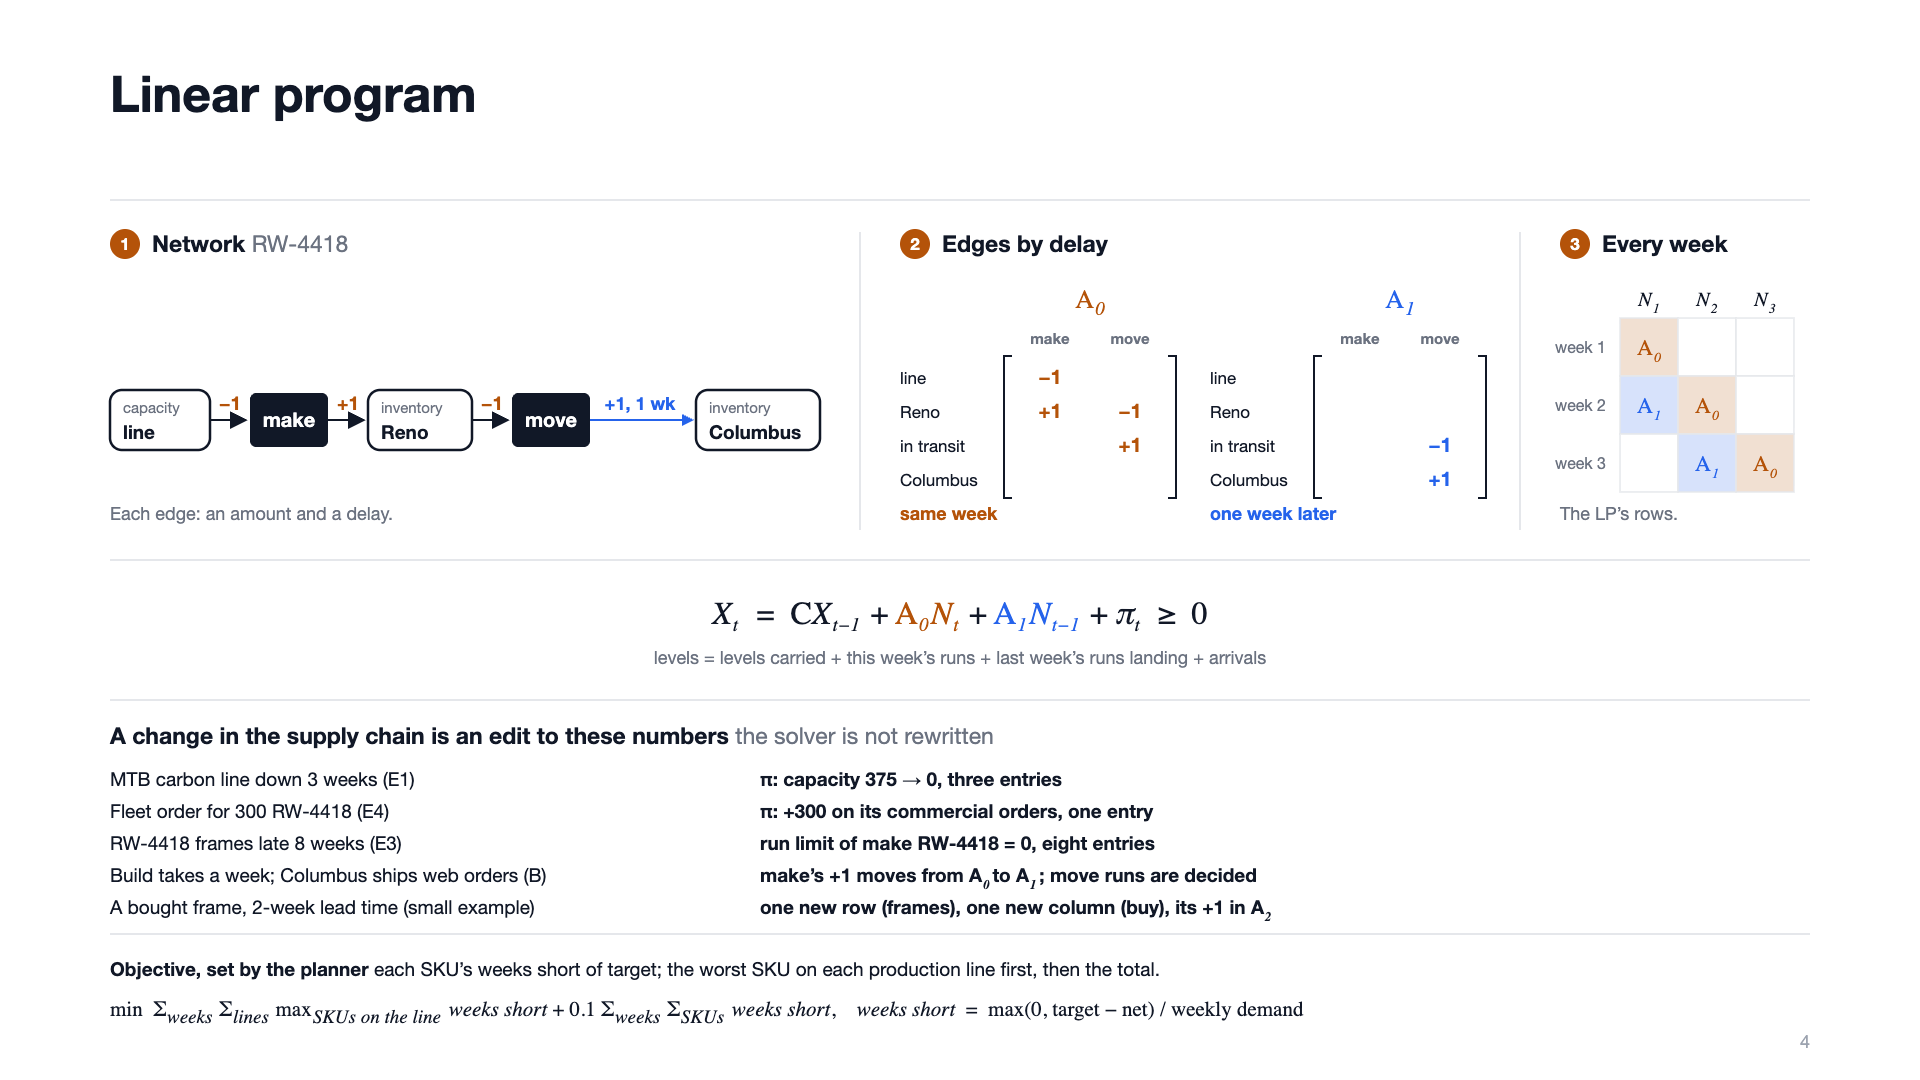 Linear program
1 Network RW-4418
capacity
line
−1
make
+1
inventory
Reno
−1
move
+1, 1 wk
inventory
Columbus
Each edge: an amount and a delay.
2 Edges by delay
A0
make move
line −1
Reno +1 −1
in transit +1
Columbus
same week
A1
make move
line
Reno
in transit −1
Columbus +1
one week later
3 Every week
N1 N2 N3
week 1 A0
week 2 A1 A0
week 3 A1 A0
The LP’s rows.
Xt = CXt−1 + A0Nt + A1Nt−1 + πt ≥ 0
levels = levels carried + this week’s runs + last week’s runs landing + arrivals
A change in the supply chain is an edit to these numbers the solver is not rewritten
MTB carbon line down 3 weeks (E1) π: capacity 375 → 0, three entries
Fleet order for 300 RW-4418 (E4) π: +300 on its commercial orders, one entry
RW-4418 frames late 8 weeks (E3) run limit of make RW-4418 = 0, eight entries
Build takes a week; Columbus ships web orders (B) make’s +1 moves from A0 to A1; move runs are decided
A bought frame, 2-week lead time (small example) one new row (frames), one new column (buy), its +1 in A2
Objective, set by the planner each SKU’s weeks short of target; the worst SKU on each production line first, then the total.
min Σweeks Σlines maxSKUs on the line weeks short + 0.1 Σweeks ΣSKUs weeks short, weeks short = max(0, target − net) / weekly demand
4